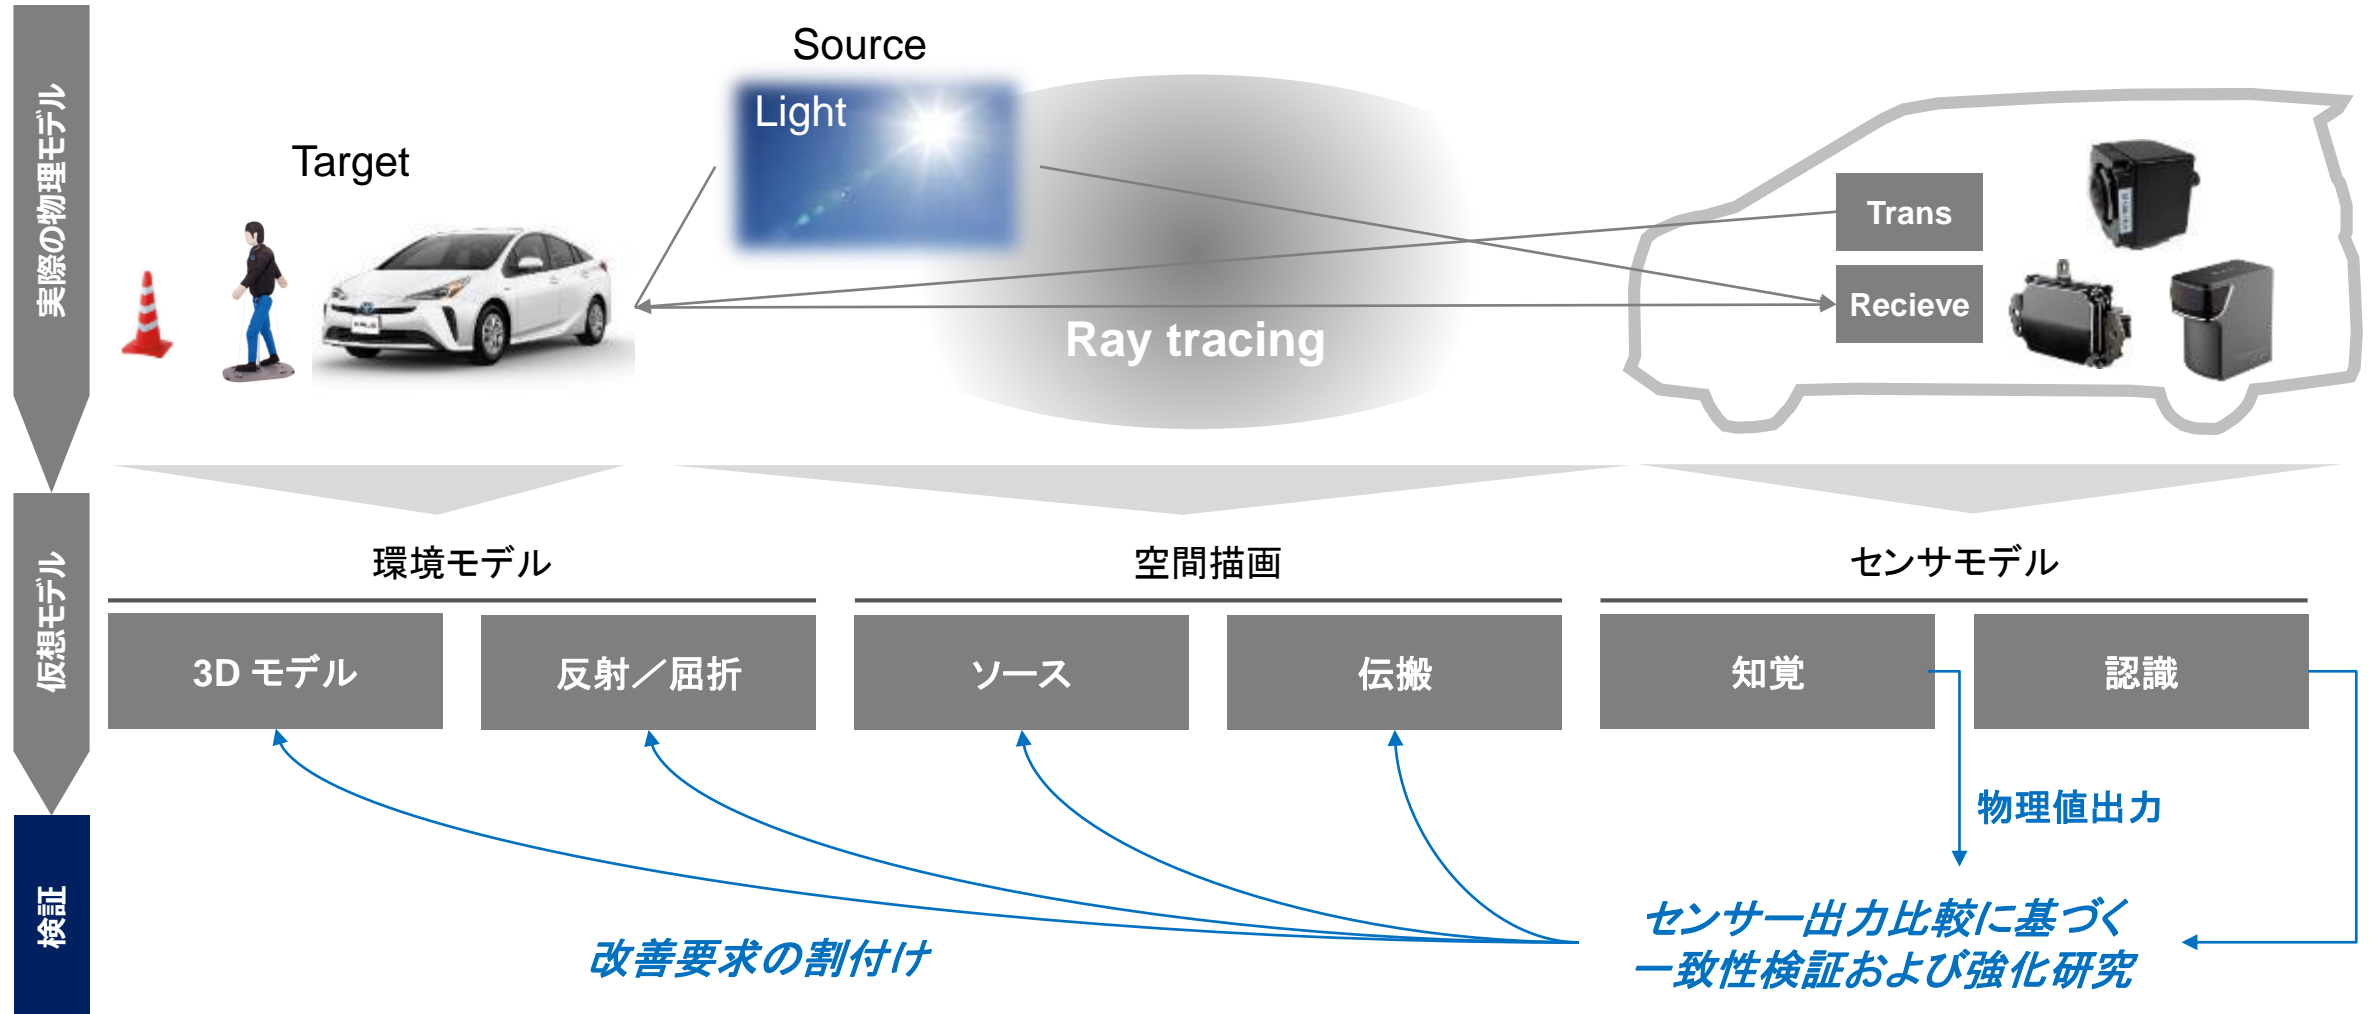 実際の物理モデル
Source
Light
Target
Trans
Recieve
Ray tracing
仮想モデル
環境モデル
空間描画
センサモデル
3D モデル
反射／屈折
ソース
伝搬
知覚
認識
物理値出力
検証
改善要求の割付け
センサー出力比較に基づく
一致性検証および強化研究